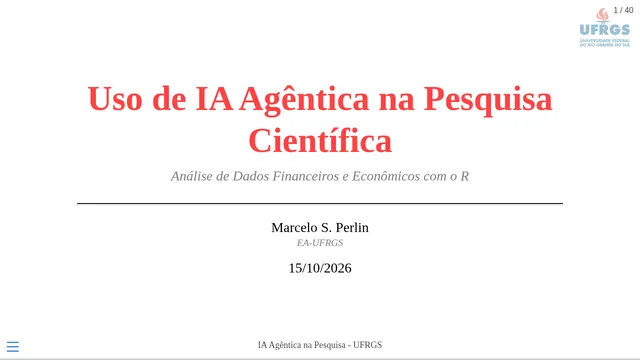 1 / 40
UFRGS
UNIVERSIDADE FEDERAL
DO RIO GRANDE DO SUL
Uso de IA Agêntica na Pesquisa
Científica
Análise de Dados Financeiros e Econômicos com o R
Marcelo S. Perlin
EA-UFRGS
15/10/2026
IA Agêntica na Pesquisa - UFRGS